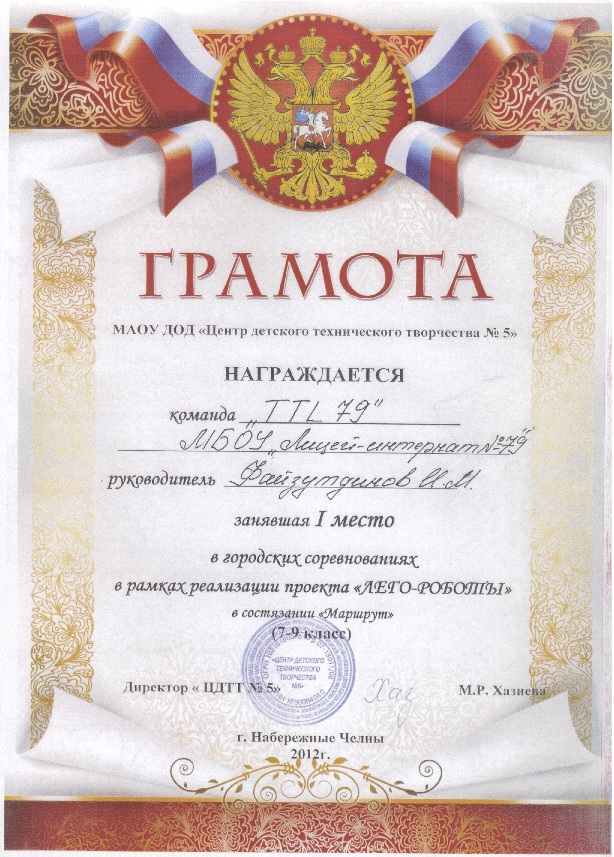 ГРАМОТА
МАОУ ДОД «Центр детского технического творчества № 5»
НАГРАЖДАЕТСЯ
команда „TTL 79"
МБОУ „Лицей-интернат №79"
руководитель Файзутдинов И.М.
занявшая I место
в городских соревнованиях
в рамках реализации проекта «ЛЕГО-РОБОТЫ»
в состязании «Маршрут»
(7-9 класс)
«ЦЕНТР ДЕТСКОГО
ТЕХНИЧЕСКОГО
ТВОРЧЕСТВА
№5»
Директор « ЦДТТ № 5»
Хаз
М.Р. Хазиева
г. Набережные Челны
2012г.